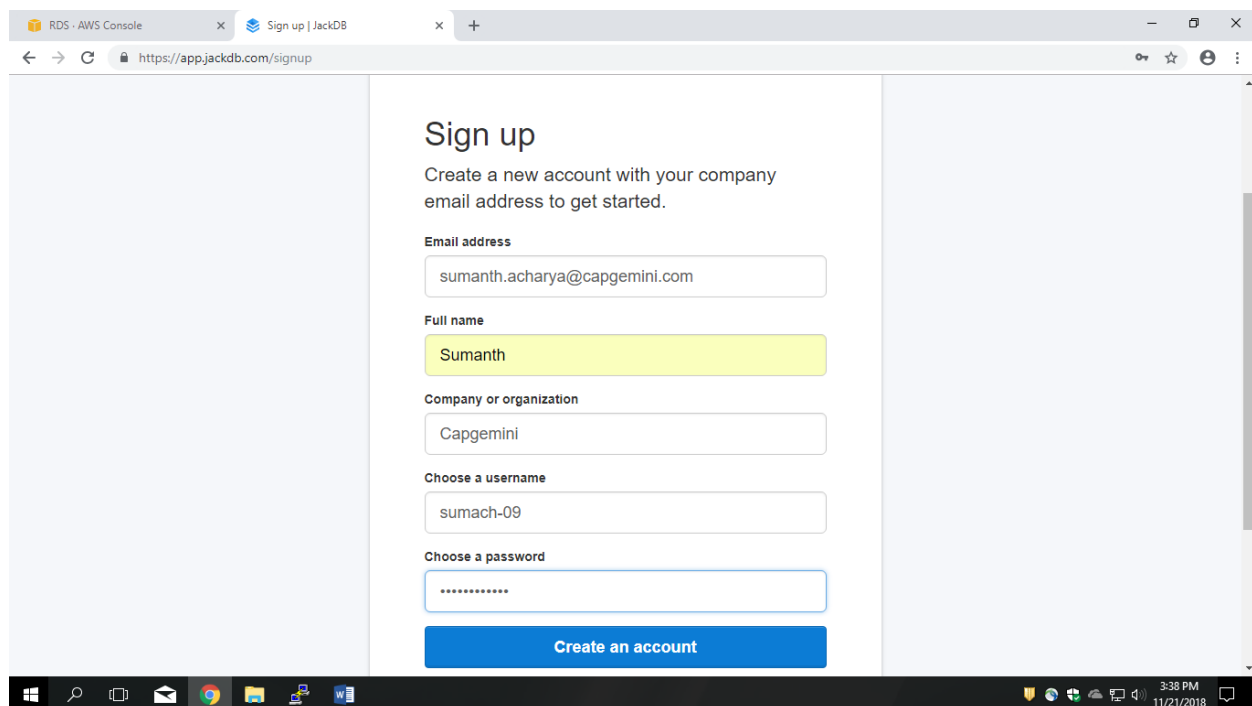 RDS · AWS Console
Sign up | JackDB
https://app.jackdb.com/signup
Sign up
Create a new account with your company
email address to get started.
Email address
sumanth.acharya@capgemini.com
Full name
Sumanth
Company or organization
Capgemini
Choose a username
sumach-09
Choose a password
••••••••••••
Create an account
3:38 PM
11/21/2018